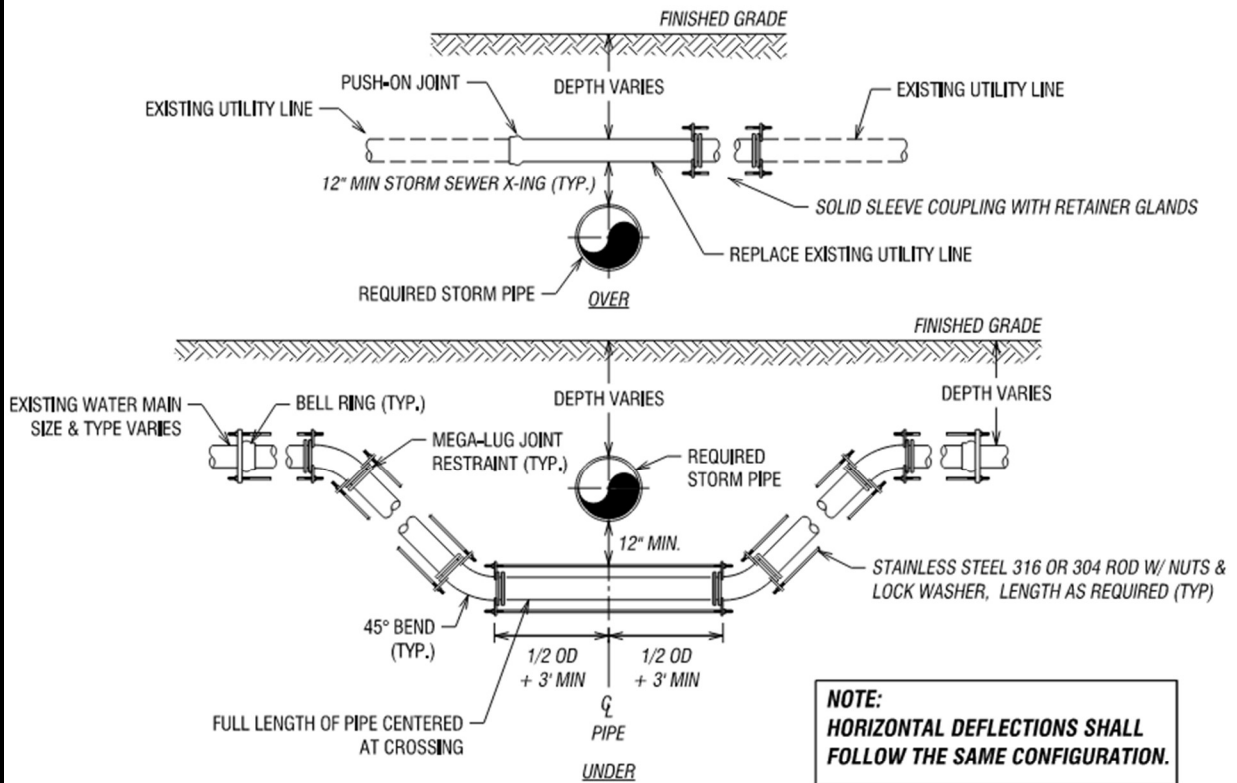 FINISHED GRADE
PUSH-ON JOINT
DEPTH VARIES
EXISTING UTILITY LINE
EXISTING UTILITY LINE
12" MIN STORM SEWER X-ING (TYP.)
SOLID SLEEVE COUPLING WITH RETAINER GLANDS
REPLACE EXISTING UTILITY LINE
REQUIRED STORM PIPE
OVER
FINISHED GRADE
DEPTH VARIES
DEPTH VARIES
EXISTING WATER MAIN
SIZE & TYPE VARIES
BELL RING (TYP.)
MEGA-LUG JOINT
RESTRAINT (TYP.)
REQUIRED
STORM PIPE
12" MIN.
STAINLESS STEEL 316 OR 304 ROD W/ NUTS &
LOCK WASHER, LENGTH AS REQUIRED (TYP)
45° BEND
(TYP.)
1/2 OD
+ 3' MIN
1/2 OD
+ 3' MIN
FULL LENGTH OF PIPE CENTERED
AT CROSSING
℄
PIPE
UNDER
NOTE:
HORIZONTAL DEFLECTIONS SHALL
FOLLOW THE SAME CONFIGURATION.